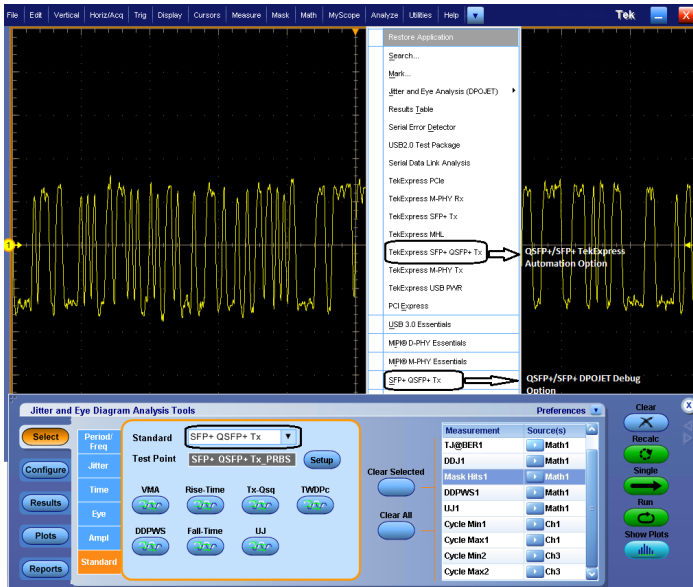 File Edit Vertical Horiz/Acq Trig Display Cursors Measure Mask Math MyScope Analyze Utilities Help Tek X
Restore Application
Search...
Mark...
Jitter and Eye Analysis (DPOJET)
Results Table
Serial Error Detector
USB2.0 Test Package
Serial Data Link Analysis
TekExpress PCIe
TekExpress M-PHY Rx
TekExpress SFP+ Tx
TekExpress MHL
TekExpress SFP+ QSFP+ Tx
TekExpress M-PHY Tx
TekExpress USB PWR
PCI Express
USB 3.0 Essentials
MIPI® D-PHY Essentials
MIPI® M-PHY Essentials
SFP+ QSFP+ Tx
1
QSFP+/SFP+ TekExpress
Automation Option
QSFP+/SFP+ DPOJET Debug
Option
Jitter and Eye Diagram Analysis Tools
Preferences
Clear
X
Select
Configure
Results
Plots
Reports
Period/
Freq
Jitter
Time
Eye
Ampl
Standard
Standard
SFP+ QSFP+ Tx
Test Point
SFP+ QSFP+ Tx_PRBS
Setup
VMA Rise-Time Tx-Qsq TWDPc
DDPWS Fall-Time UJ
Clear Selected
Clear All
Measurement Source(s)
TJ@BER1 Math1
DDJ1 Math1
Mask Hits1 Math1
DDPWS1 Math1
UJ1 Math1
Cycle Min1 Ch1
Cycle Max1 Ch1
Cycle Min2 Ch3
Cycle Max2 Ch3
Recalc
Single
Run
Show Plots